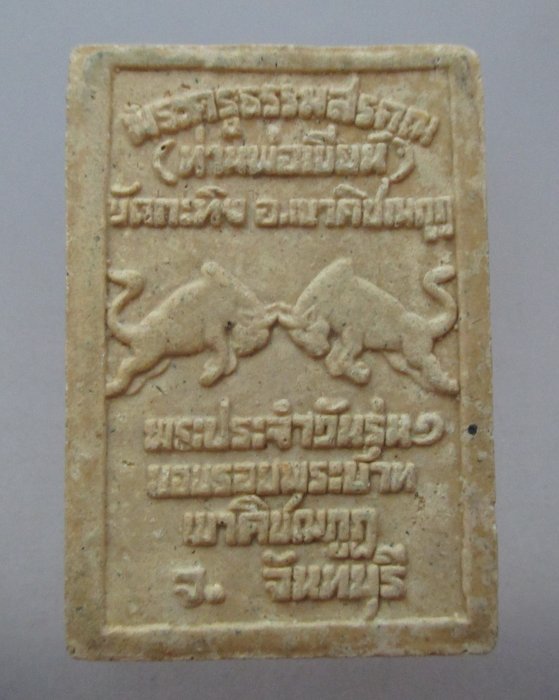 พระครูธรรมสรคุณ
(ท่านพ่อเขียน)
วัดกะทิง อ.เขาคิชฌกูฏ
พระประจำวันรุ่น๑
ของรอยพระบาท
เขาคิชฌกูฏ
จ. จันทบุรี